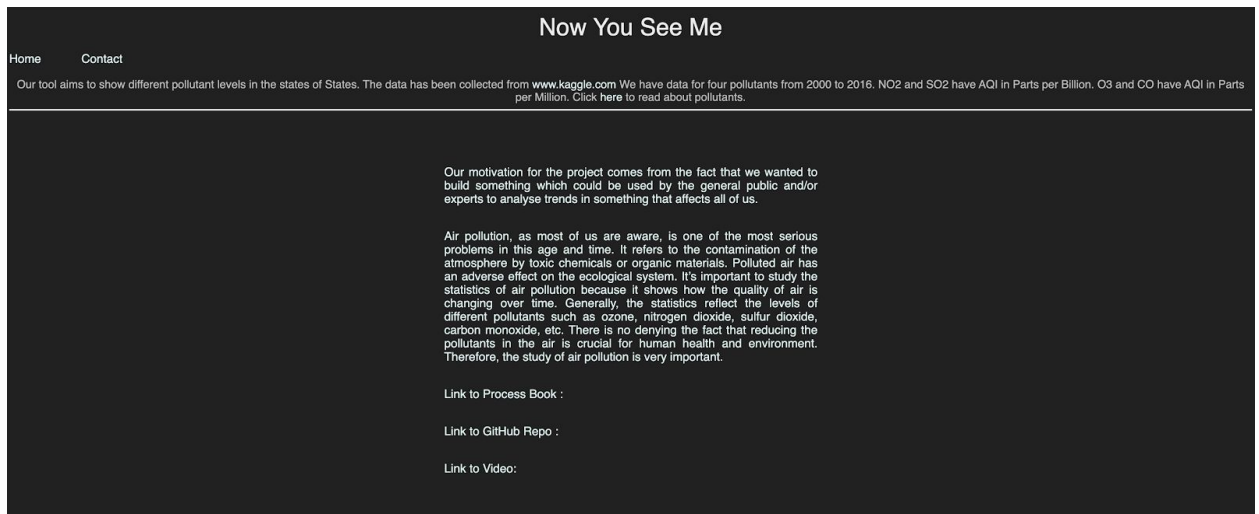 Now You See Me
Home Contact
Our tool aims to show different pollutant levels in the states of States. The data has been collected from www.kaggle.com We have data for four pollutants from 2000 to 2016. NO2 and SO2 have AQI in Parts per Billion. O3 and CO have AQI in Parts
per Million. Click here to read about pollutants.
Our motivation for the project comes from the fact that we wanted to
build something which could be used by the general public and/or
experts to analyse trends in something that affects all of us.
Air pollution, as most of us are aware, is one of the most serious
problems in this age and time. It refers to the contamination of the
atmosphere by toxic chemicals or organic materials. Polluted air has
an adverse effect on the ecological system. It's important to study the
statistics of air pollution because it shows how the quality of air is
changing over time. Generally, the statistics reflect the levels of
different pollutants such as ozone, nitrogen dioxide, sulfur dioxide,
carbon monoxide, etc. There is no denying the fact that reducing the
pollutants in the air is crucial for human health and environment.
Therefore, the study of air pollution is very important.
Link to Process Book :
Link to GitHub Repo :
Link to Video: